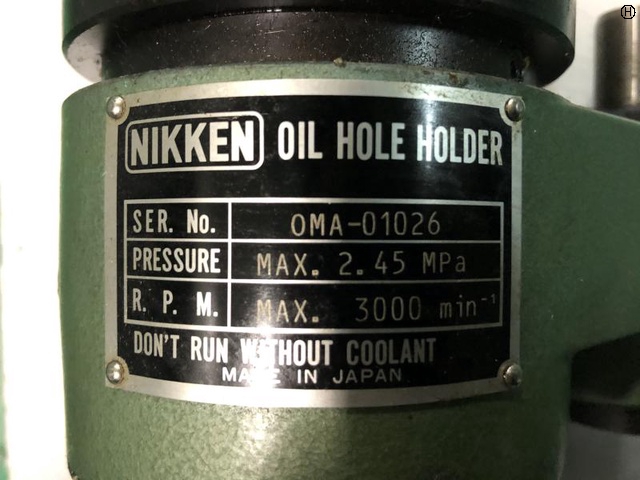 H
NIKKEN OIL HOLE HOLDER
SER. No. OMA-01026
PRESSURE MAX. 2.45 MPa
R. P. M. MAX. 3000 min⁻¹
DON'T RUN WITHOUT COOLANT
MADE IN JAPAN